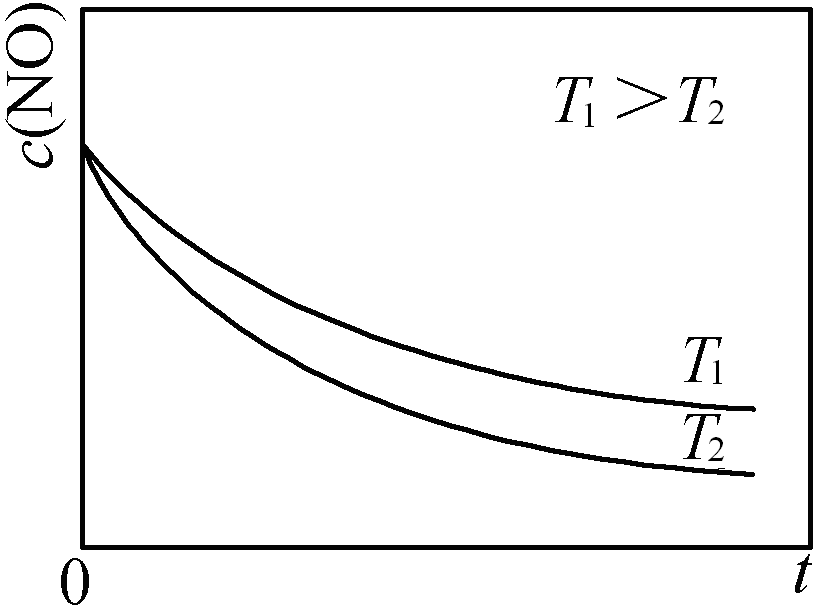 c(NO)
T₁ > T₂
T₁
T₂
0
t